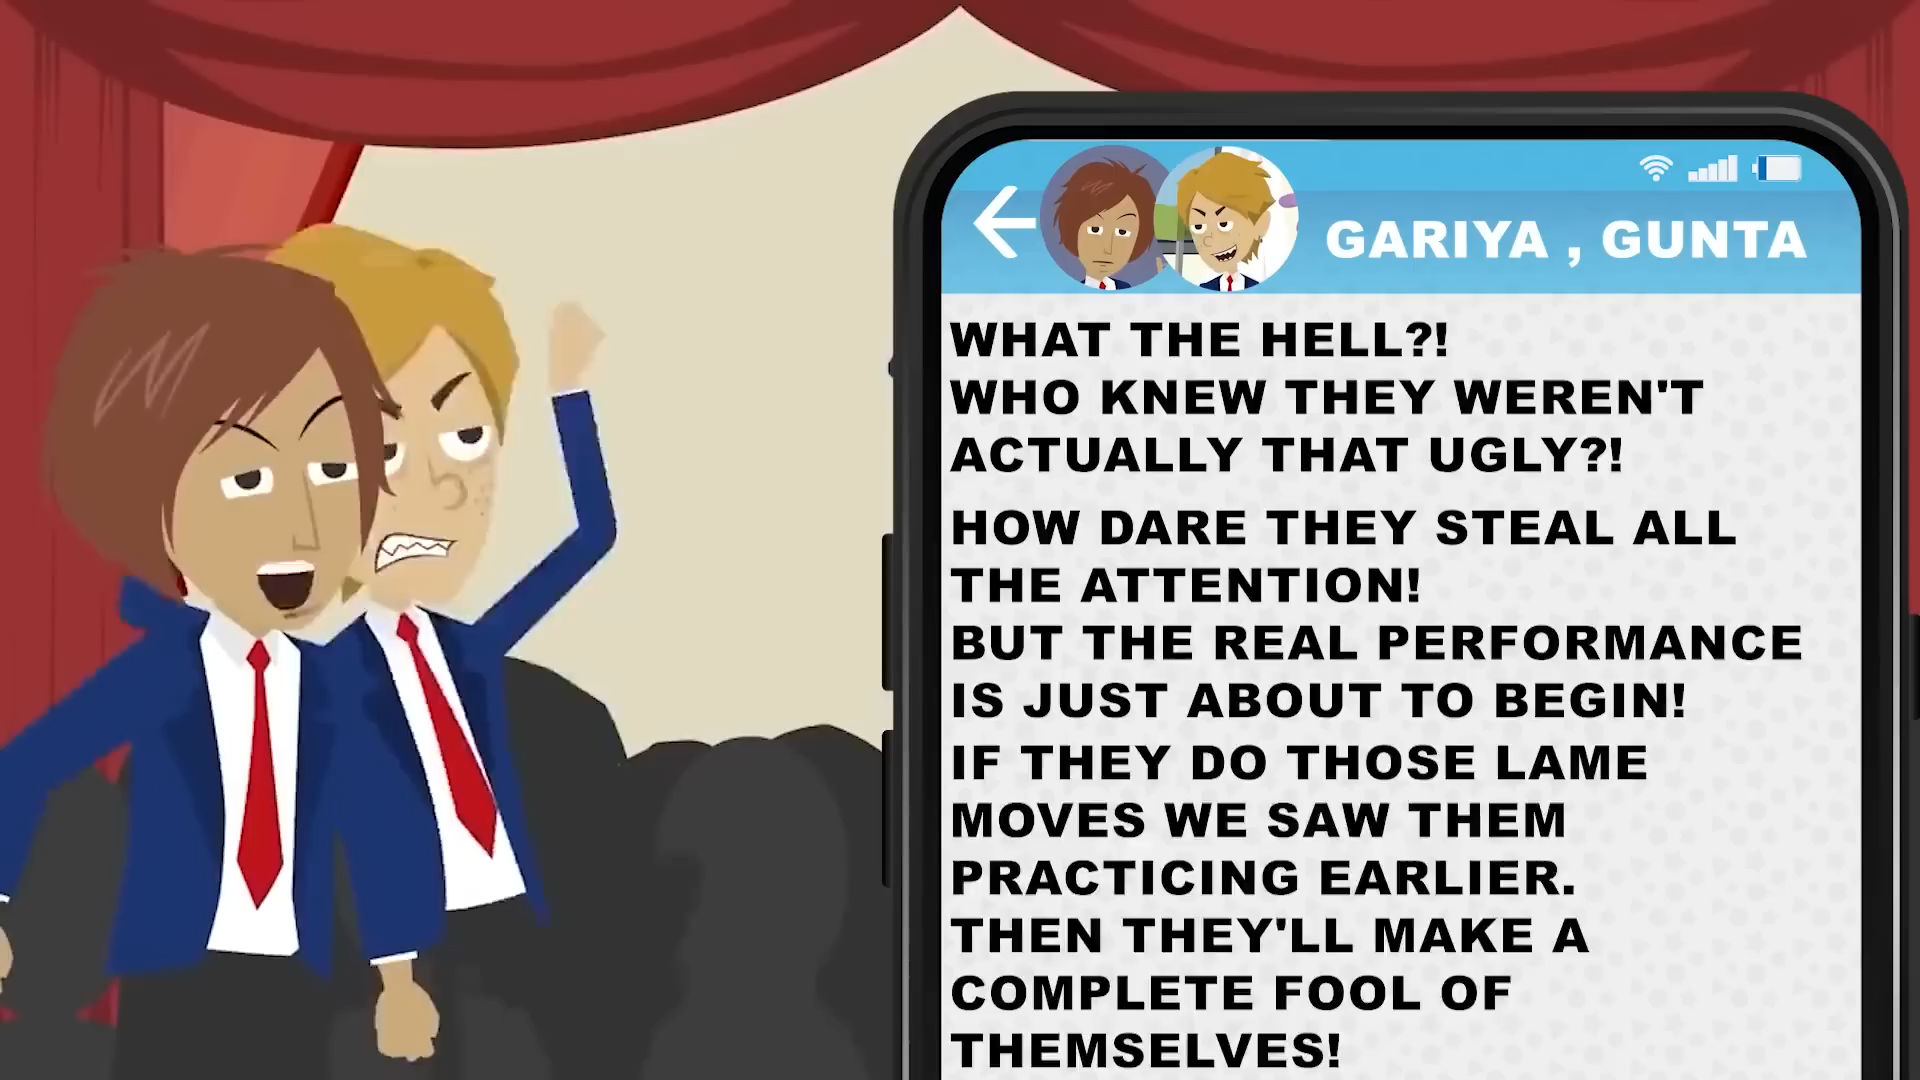 GARIYA , GUNTA
WHAT THE HELL?!
WHO KNEW THEY WEREN'T
ACTUALLY THAT UGLY?!
HOW DARE THEY STEAL ALL
THE ATTENTION!
BUT THE REAL PERFORMANCE
IS JUST ABOUT TO BEGIN!
IF THEY DO THOSE LAME
MOVES WE SAW THEM
PRACTICING EARLIER.
THEN THEY'LL MAKE A
COMPLETE FOOL OF
THEMSELVES!